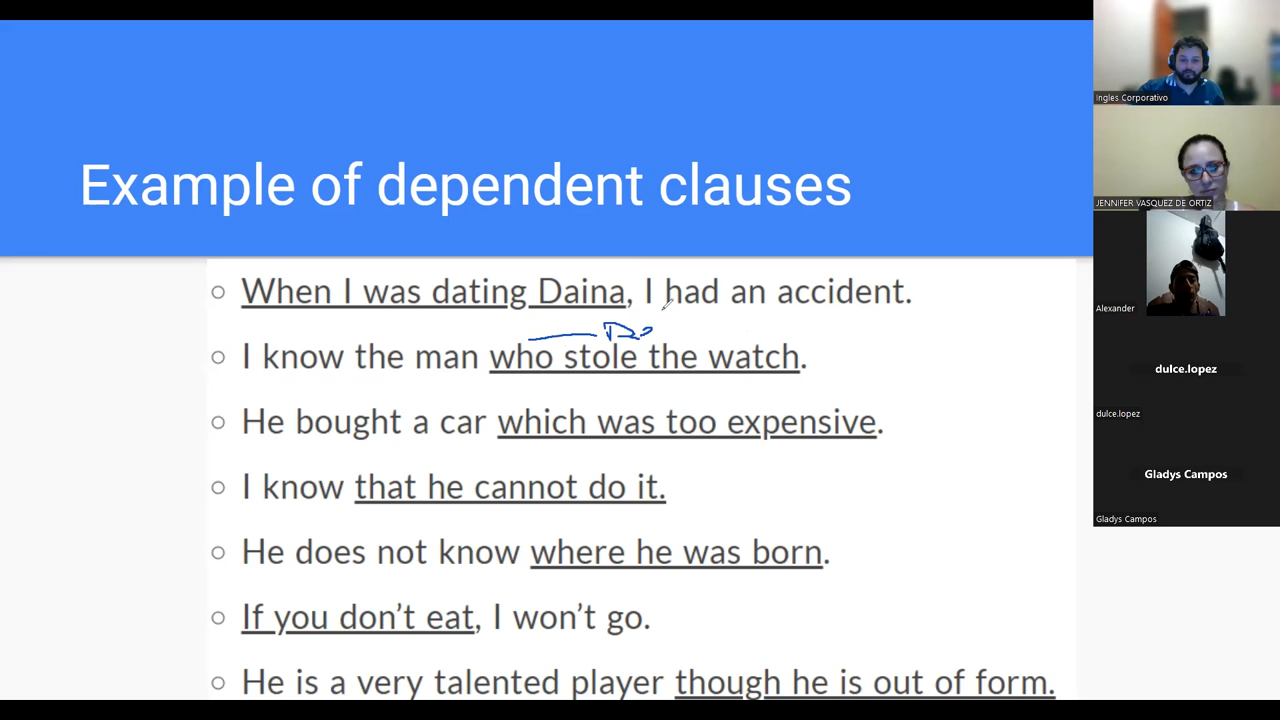 Example of dependent clauses
When I was dating Daina, I had an accident.
I know the man who stole the watch.
He bought a car which was too expensive.
I know that he cannot do it.
He does not know where he was born.
If you don’t eat, I won’t go.
He is a very talented player though he is out of form.
Ingles Corporativo
JENNIFER VASQUEZ DE ORTIZ
Alexander
dulce.lopez
dulce.lopez
Gladys Campos
Gladys Campos